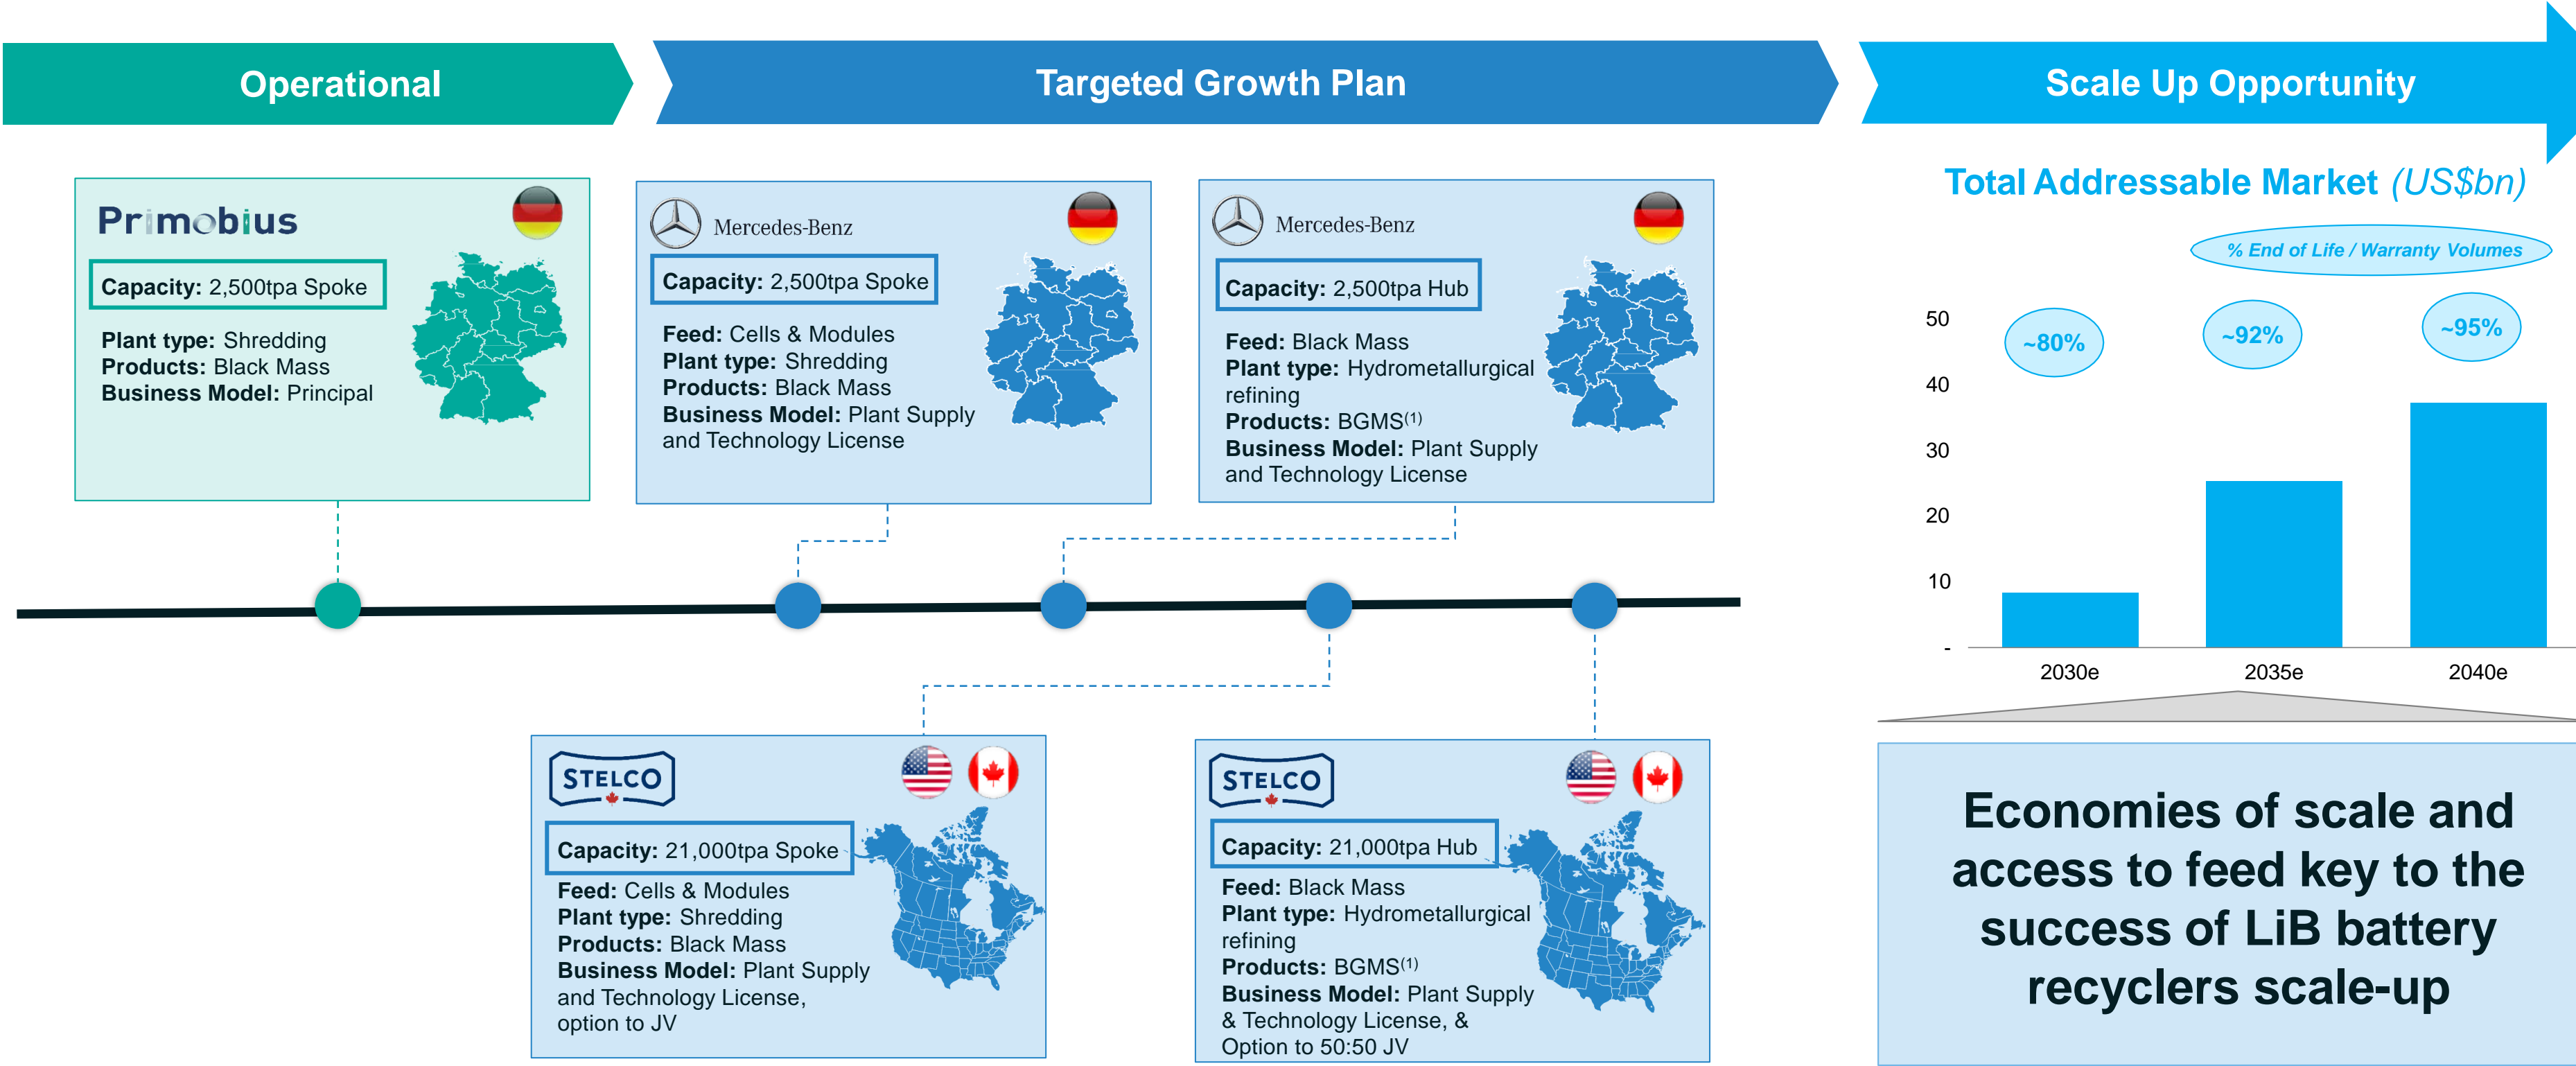 Operational
Targeted Growth Plan
Scale Up Opportunity
Primobius
Capacity: 2,500tpa Spoke
Plant type: Shredding
Products: Black Mass
Business Model: Principal
Mercedes-Benz
Capacity: 2,500tpa Spoke
Feed: Cells & Modules
Plant type: Shredding
Products: Black Mass
Business Model: Plant Supply
and Technology License
Mercedes-Benz
Capacity: 2,500tpa Hub
Feed: Black Mass
Plant type: Hydrometallurgical
refining
Products: BGMS(1)
Business Model: Plant Supply
and Technology License
STELCO
Capacity: 21,000tpa Spoke
Feed: Cells & Modules
Plant type: Shredding
Products: Black Mass
Business Model: Plant Supply
and Technology License,
option to JV
STELCO
Capacity: 21,000tpa Hub
Feed: Black Mass
Plant type: Hydrometallurgical
refining
Products: BGMS(1)
Business Model: Plant Supply
& Technology License, &
Option to 50:50 JV
Total Addressable Market (US$bn)
% End of Life / Warranty Volumes
~80%
~92%
~95%
50
40
30
20
10
-
2030e
2035e
2040e
Economies of scale and
access to feed key to the
success of LiB battery
recyclers scale-up